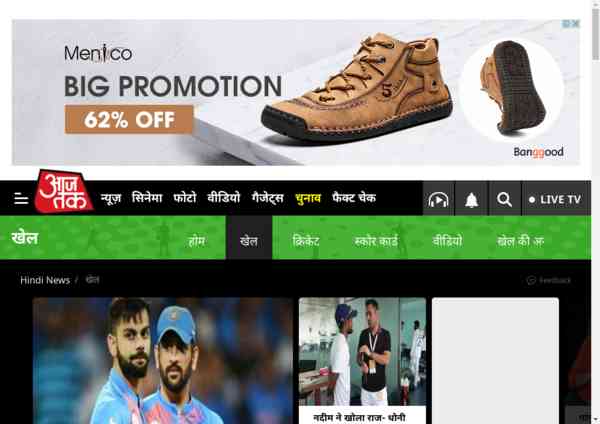 Menico
BIG PROMOTION
62% OFF
5
Banggood
आज तक
न्यूज़ सिनेमा फोटो वीडियो गैजेट्स चुनाव फैक्ट चेक
LIVE TV
खेल
होम खेल क्रिकेट स्कोर कार्ड वीडियो खेल की
Hindi News / खेल
Feedback
नदीम ने खोला राज- धोनी